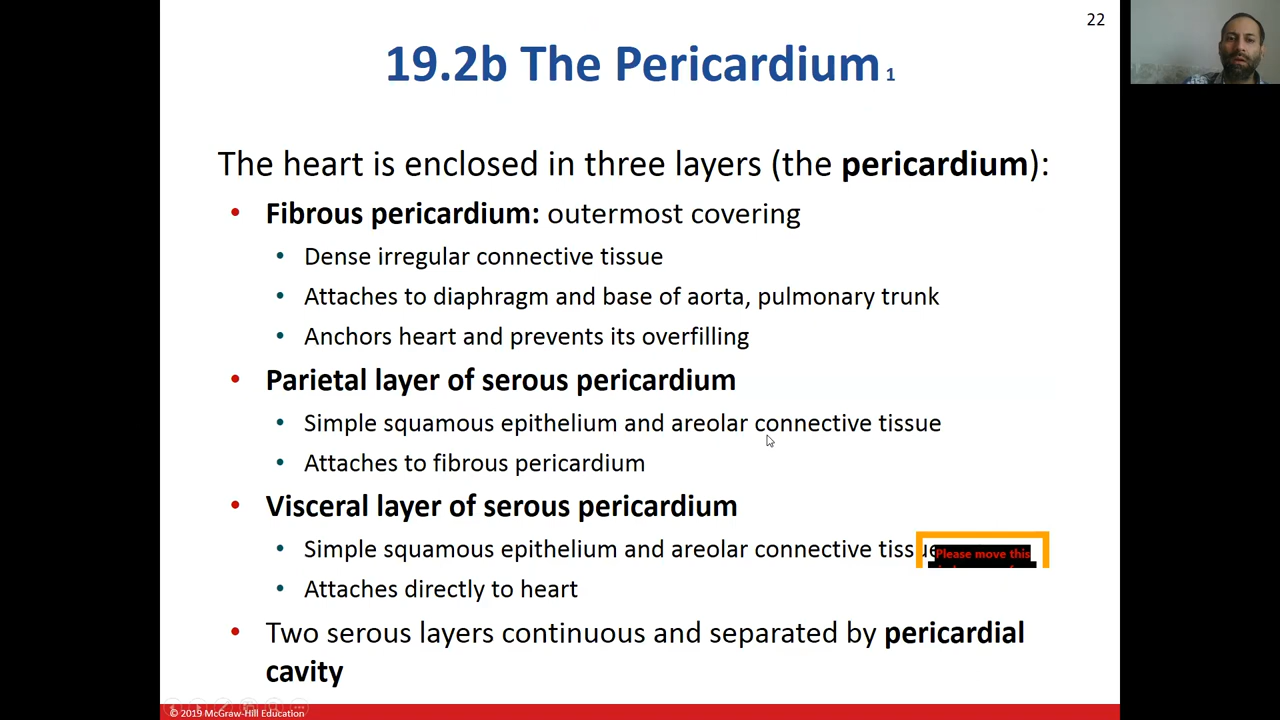 22
19.2b The Pericardium 1
The heart is enclosed in three layers (the pericardium):
• Fibrous pericardium: outermost covering
• Dense irregular connective tissue
• Attaches to diaphragm and base of aorta, pulmonary trunk
• Anchors heart and prevents its overfilling
• Parietal layer of serous pericardium
• Simple squamous epithelium and areolar connective tissue
• Attaches to fibrous pericardium
• Visceral layer of serous pericardium
• Simple squamous epithelium and areolar connective tissue
Please move this
• Attaches directly to heart
• Two serous layers continuous and separated by pericardial
cavity
© 2019 McGraw-Hill Education